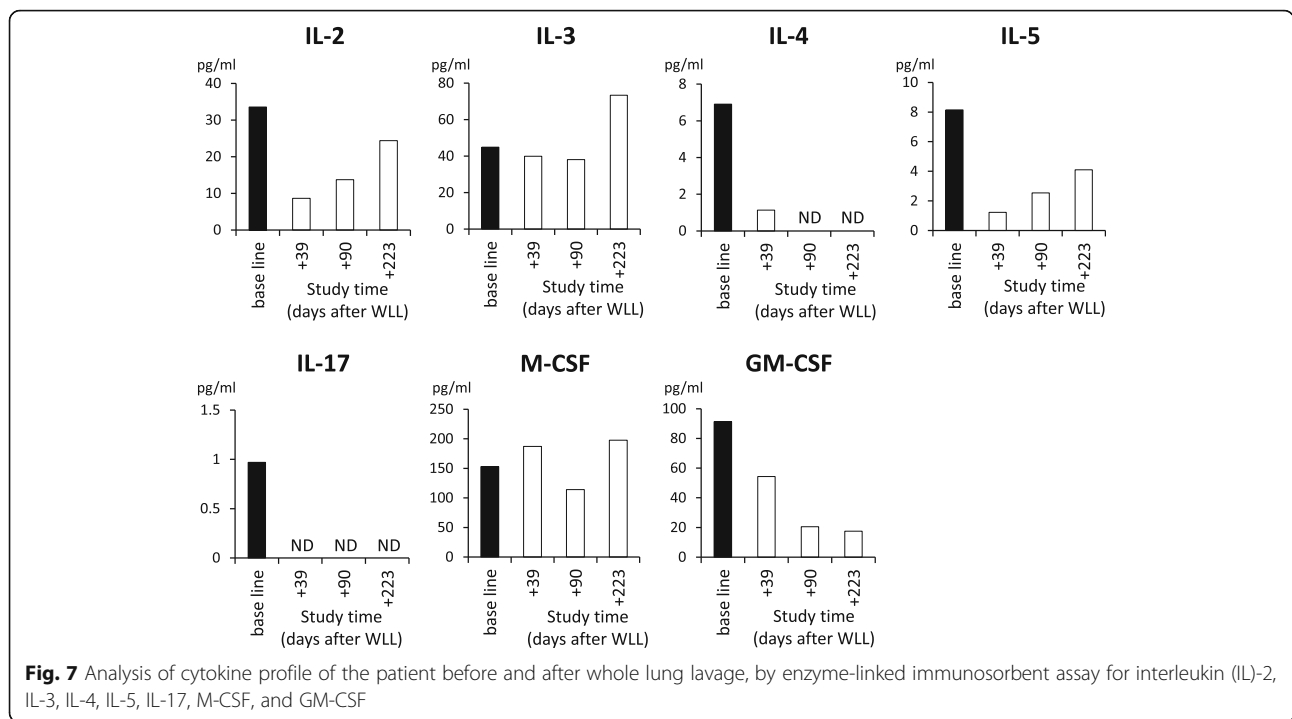 IL-2 IL-3 IL-4 IL-5
pg/ml pg/ml pg/ml pg/ml
40 80 8 10
30 60 6 8
20 40 4 6
10 20 2 4
0 0 0 2
0
ND ND
base line +39 +90 +223 base line +39 +90 +223 base line +39 +90 +223 base line +39 +90 +223
Study time Study time Study time Study time
(days after WLL) (days after WLL) (days after WLL) (days after WLL)
IL-17 M-CSF GM-CSF
pg/ml pg/ml pg/ml
1.5 250 100
1 200 80
0.5 150 60
0 100 40
50 20
0 0
ND ND ND
base line +39 +90 +223 base line +39 +90 +223 base line +39 +90 +223
Study time Study time Study time
(days after WLL) (days after WLL) (days after WLL)
Fig. 7 Analysis of cytokine profile of the patient before and after whole lung lavage, by enzyme-linked immunosorbent assay for interleukin (IL)-2,
IL-3, IL-4, IL-5, IL-17, M-CSF, and GM-CSF